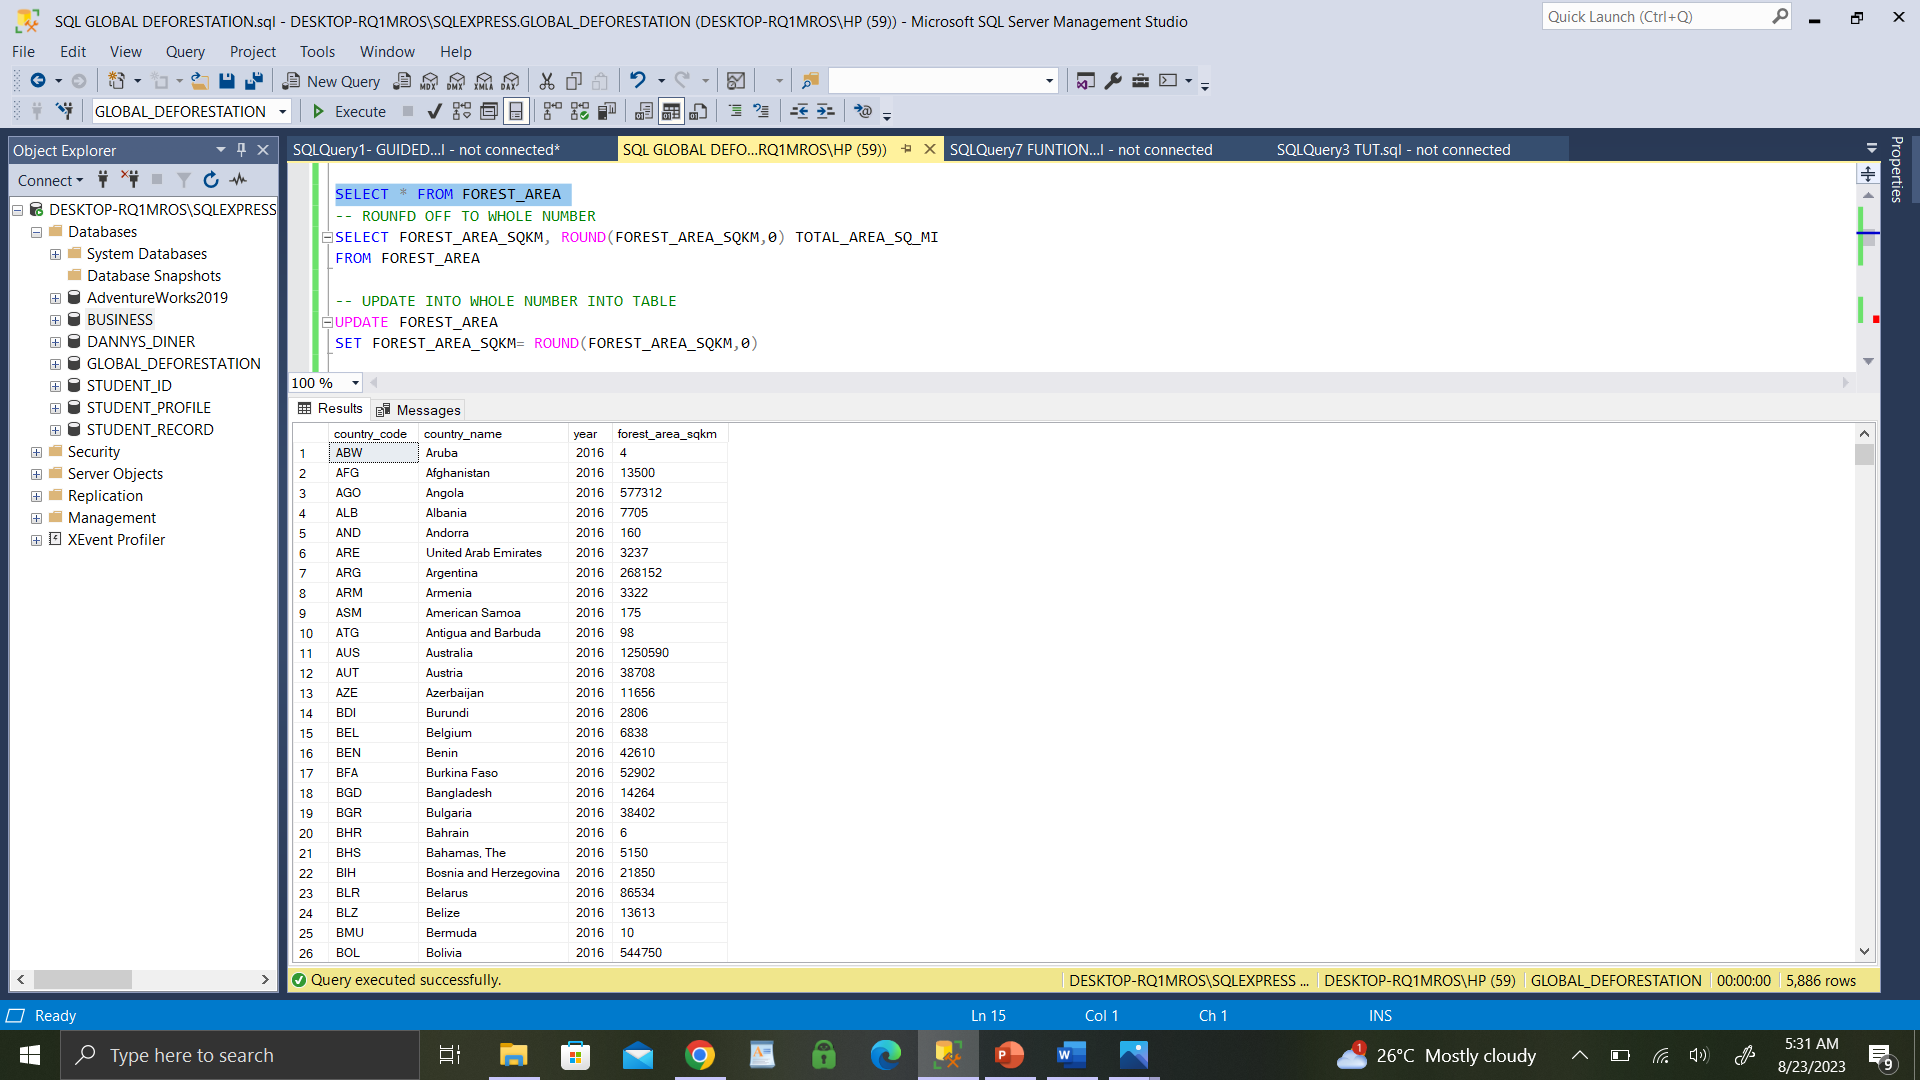 SQL GLOBAL DEFORESTATION.sql - DESKTOP-RQ1MROS\SQLEXPRESS.GLOBAL_DEFORESTATION (DESKTOP-RQ1MROS\HP (59)) - Microsoft SQL Server Management Studio
Quick Launch (Ctrl+Q)
File Edit View Query Project Tools Window Help
New Query MDX DMX XMLA DAX
GLOBAL_DEFORESTATION Execute
Object Explorer
Connect
DESKTOP-RQ1MROS\SQLEXPRESS
Databases
System Databases
Database Snapshots
AdventureWorks2019
BUSINESS
DANNYS_DINER
GLOBAL_DEFORESTATION
STUDENT_ID
STUDENT_PROFILE
STUDENT_RECORD
Security
Server Objects
Replication
Management
XEvent Profiler
SQLQuery1- GUIDED...l - not connected* SQL GLOBAL DEFO...RQ1MROS\HP (59)) SQLQuery7 FUNTION...l - not connected SQLQuery3 TUT.sql - not connected
Properties
SELECT * FROM FOREST_AREA
-- ROUNFD OFF TO WHOLE NUMBER
SELECT FOREST_AREA_SQKM, ROUND(FOREST_AREA_SQKM,0) TOTAL_AREA_SQ_MI
FROM FOREST_AREA
-- UPDATE INTO WHOLE NUMBER INTO TABLE
UPDATE FOREST_AREA
SET FOREST_AREA_SQKM= ROUND(FOREST_AREA_SQKM,0)
100 %
Results Messages
country_code country_name year forest_area_sqkm
1 ABW Aruba 2016 4
2 AFG Afghanistan 2016 13500
3 AGO Angola 2016 577312
4 ALB Albania 2016 7705
5 AND Andorra 2016 160
6 ARE United Arab Emirates 2016 3237
7 ARG Argentina 2016 268152
8 ARM Armenia 2016 3322
9 ASM American Samoa 2016 175
10 ATG Antigua and Barbuda 2016 98
11 AUS Australia 2016 1250590
12 AUT Austria 2016 38708
13 AZE Azerbaijan 2016 11656
14 BDI Burundi 2016 2806
15 BEL Belgium 2016 6838
16 BEN Benin 2016 42610
17 BFA Burkina Faso 2016 52902
18 BGD Bangladesh 2016 14264
19 BGR Bulgaria 2016 38402
20 BHR Bahrain 2016 6
21 BHS Bahamas, The 2016 5150
22 BIH Bosnia and Herzegovina 2016 21850
23 BLR Belarus 2016 86534
24 BLZ Belize 2016 13613
25 BMU Bermuda 2016 10
26 BOL Bolivia 2016 544750
Query executed successfully. DESKTOP-RQ1MROS\SQLEXPRESS ... DESKTOP-RQ1MROS\HP (59) GLOBAL_DEFORESTATION 00:00:00 5,886 rows
Ready Ln 15 Col 1 Ch 1 INS
Type here to search
1 26°C Mostly cloudy
5:31 AM
8/23/2023
9